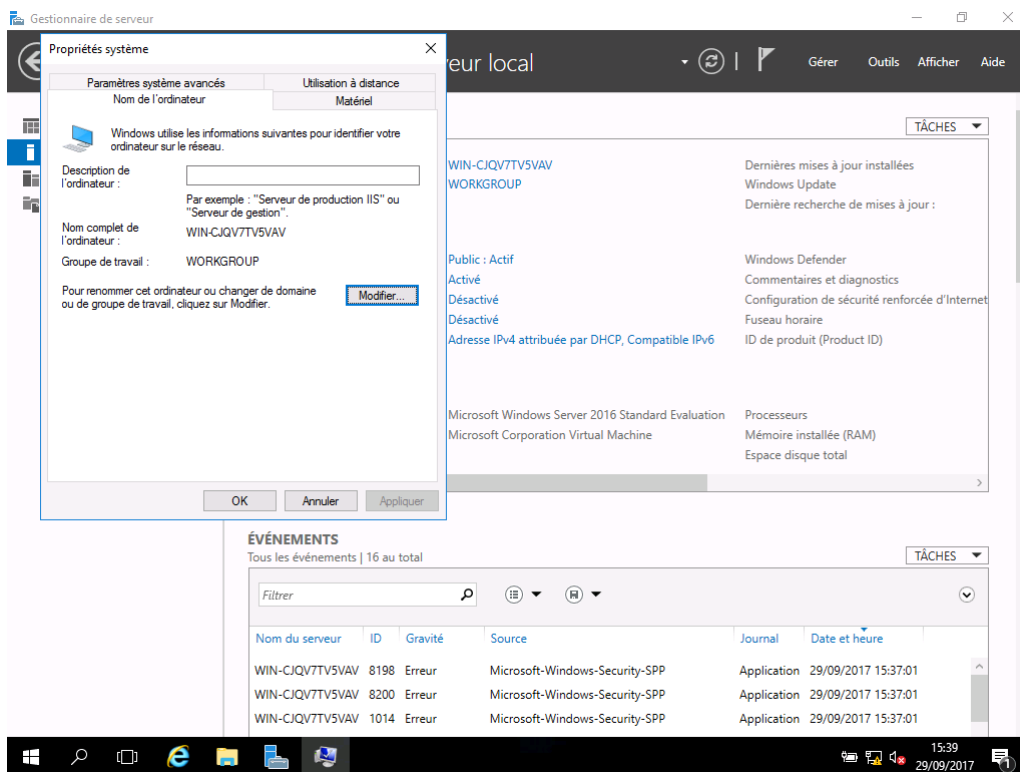 Gestionnaire de serveur
Propriétés système
eur local
Gérer
Outils
Afficher
Aide
Paramètres système avancés
Utilisation à distance
Nom de l'ordinateur
Matériel
Windows utilise les informations suivantes pour identifier votre
ordinateur sur le réseau.
Description de
l'ordinateur :
Par exemple : "Serveur de production IIS" ou
"Serveur de gestion".
Nom complet de
l'ordinateur :
WIN-CJQV7TV5VAV
Groupe de travail :
WORKGROUP
Pour renommer cet ordinateur ou changer de domaine
ou de groupe de travail, cliquez sur Modifier.
Modifier...
OK
Annuler
Appliquer
TÂCHES
WIN-CJQV7TV5VAV
Dernières mises à jour installées
WORKGROUP
Windows Update
Dernière recherche de mises à jour :
Public : Actif
Windows Defender
Activé
Commentaires et diagnostics
Désactivé
Configuration de sécurité renforcée d'Internet
Désactivé
Fuseau horaire
Adresse IPv4 attribuée par DHCP, Compatible IPv6
ID de produit (Product ID)
Microsoft Windows Server 2016 Standard Evaluation
Processeurs
Microsoft Corporation Virtual Machine
Mémoire installée (RAM)
Espace disque total
ÉVÉNEMENTS
Tous les événements | 16 au total
TÂCHES
Filtrer
Nom du serveur ID Gravité Source Journal Date et heure
WIN-CJQV7TV5VAV 8198 Erreur Microsoft-Windows-Security-SPP Application 29/09/2017 15:37:01
WIN-CJQV7TV5VAV 8200 Erreur Microsoft-Windows-Security-SPP Application 29/09/2017 15:37:01
WIN-CJQV7TV5VAV 1014 Erreur Microsoft-Windows-Security-SPP Application 29/09/2017 15:37:01
15:39
29/09/2017
1